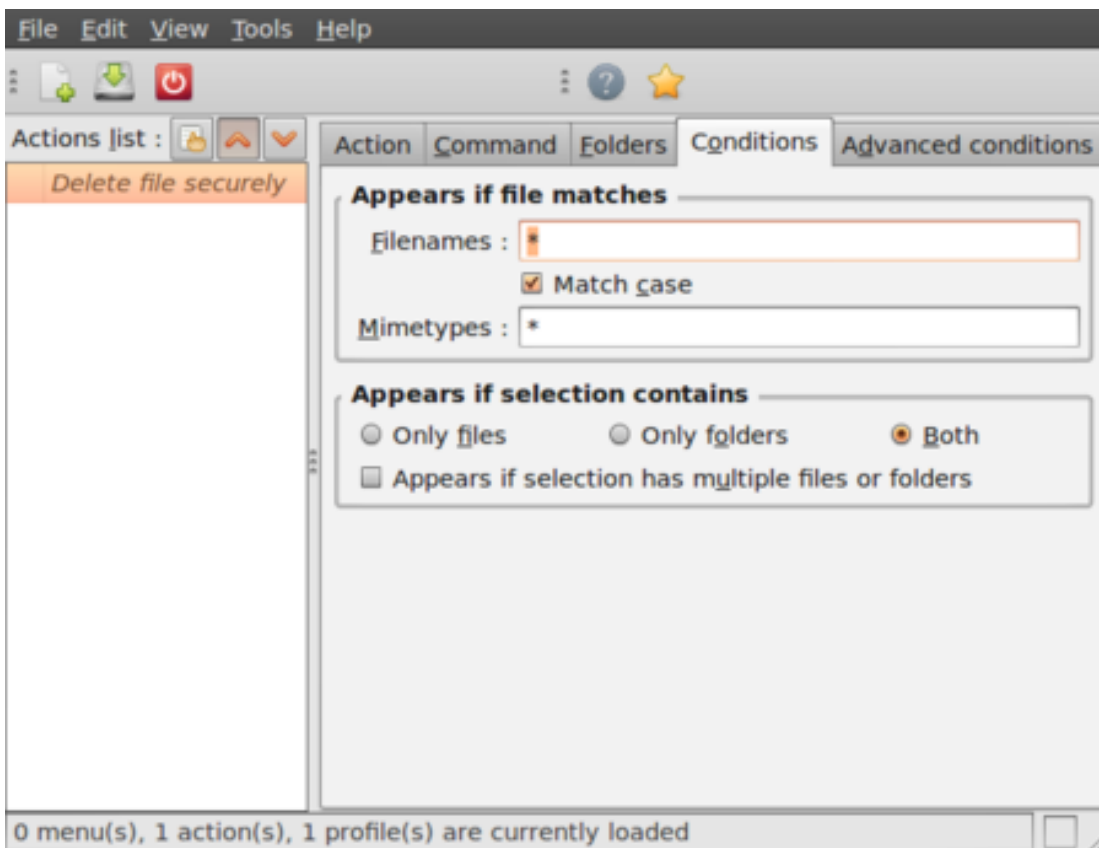 File Edit View Tools Help
Actions list :
Delete file securely
Action Command Folders Conditions Advanced conditions
Appears if file matches
Filenames : *
Match case
Mimetypes : *
Appears if selection contains
Only files Only folders Both
Appears if selection has multiple files or folders
0 menu(s), 1 action(s), 1 profile(s) are currently loaded